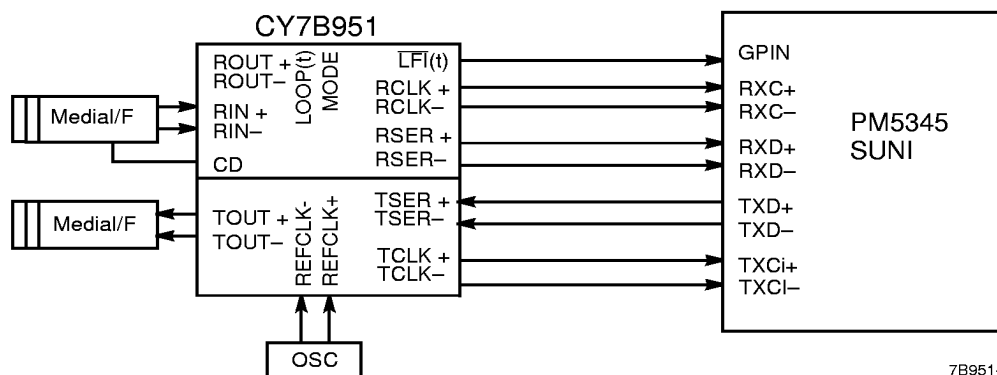 CY7B951
ROUT +
ROUT–
RIN +
RIN–
CD
LOOP(t)
MODE
LFI(t)
RCLK +
RCLK–
RSER +
RSER–
Medial/F
GPIN
RXC+
RXC–
RXD+
RXD–
PM5345
SUNI
Medial/F
TOUT +
TOUT–
REFCLK-
REFCLK+
TSER +
TSER–
TCLK +
TCLK–
TXD+
TXD–
TXCi+
TXCI–
OSC